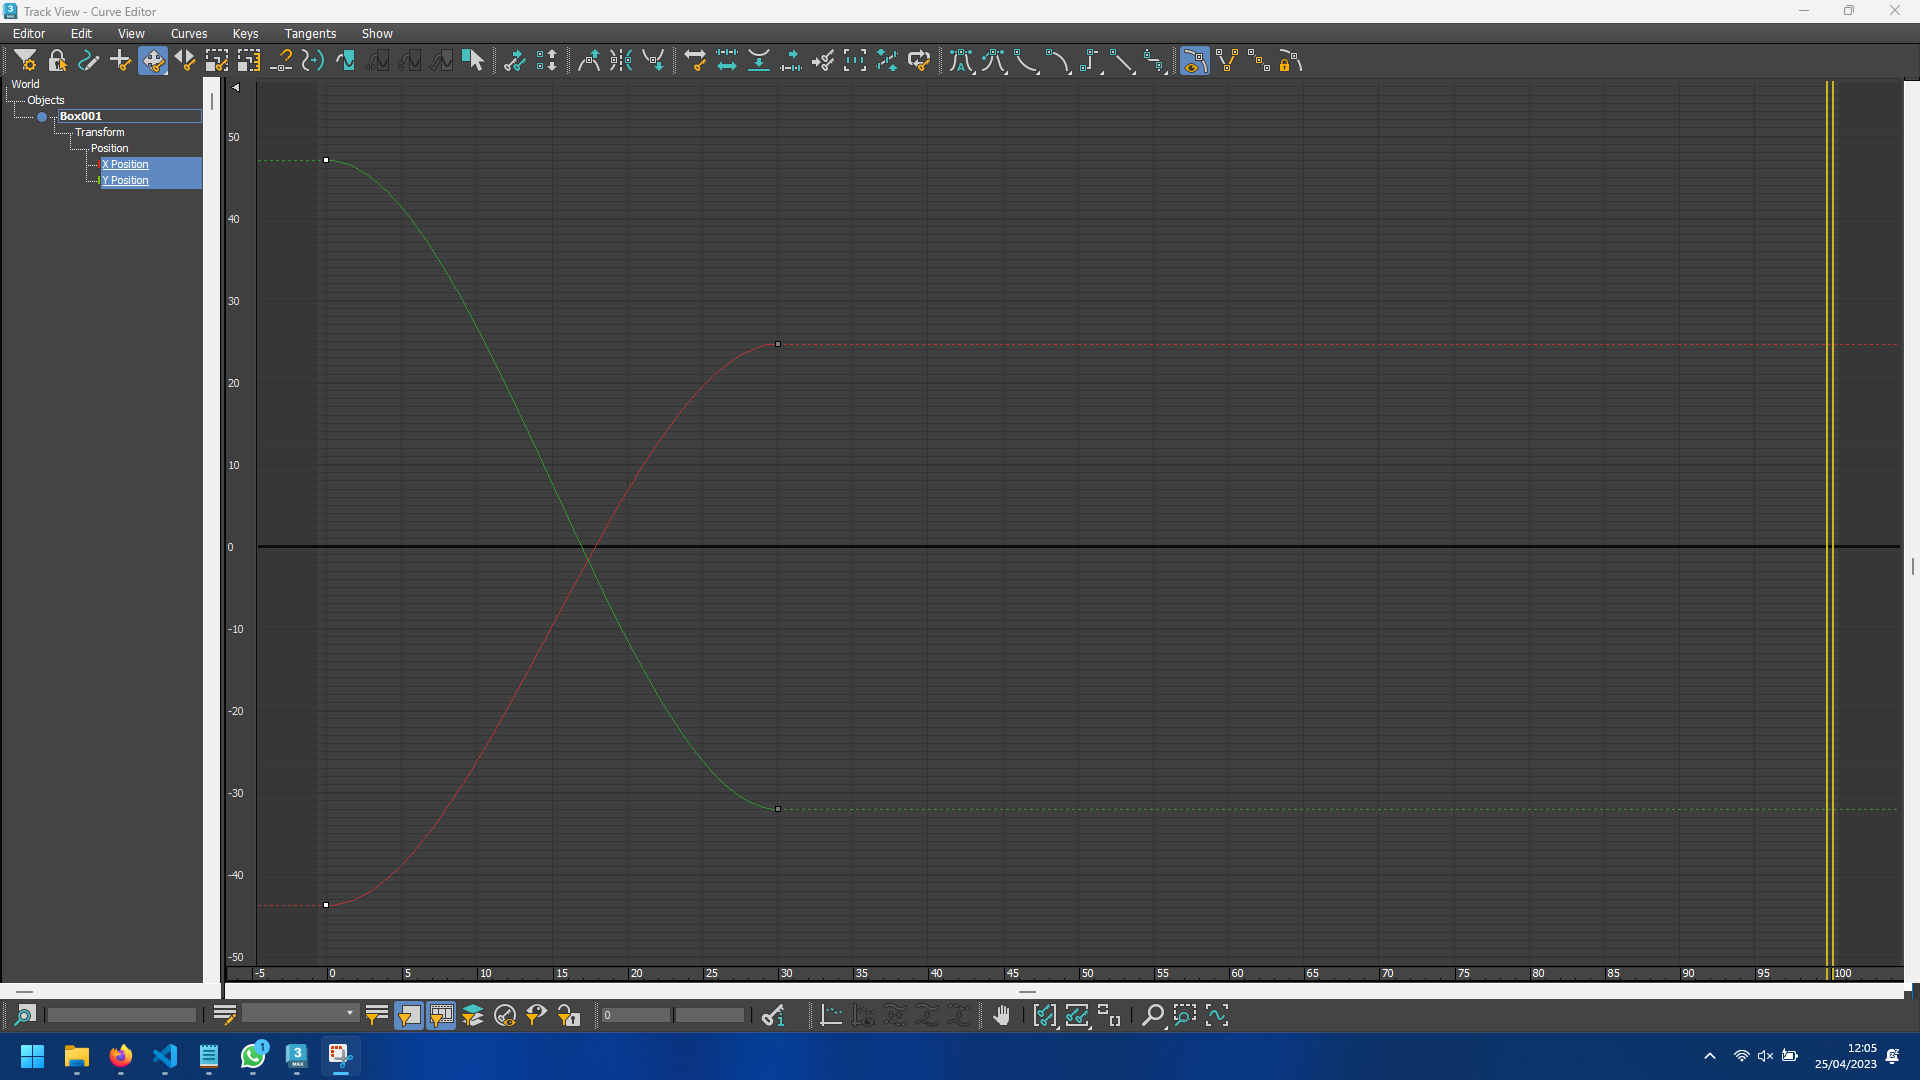 Track View - Curve Editor
Editor Edit View Curves Keys Tangents Show
World
Objects
Box001
Transform
Position
X Position
Y Position
50
40
30
20
10
0
-10
-20
-30
-40
-50
-5 0 5 10 15 20 25 30 35 40 45 50 55 60 65 70 75 80 85 90 95 100
0
1
3
MAX
12:05
25/04/2023